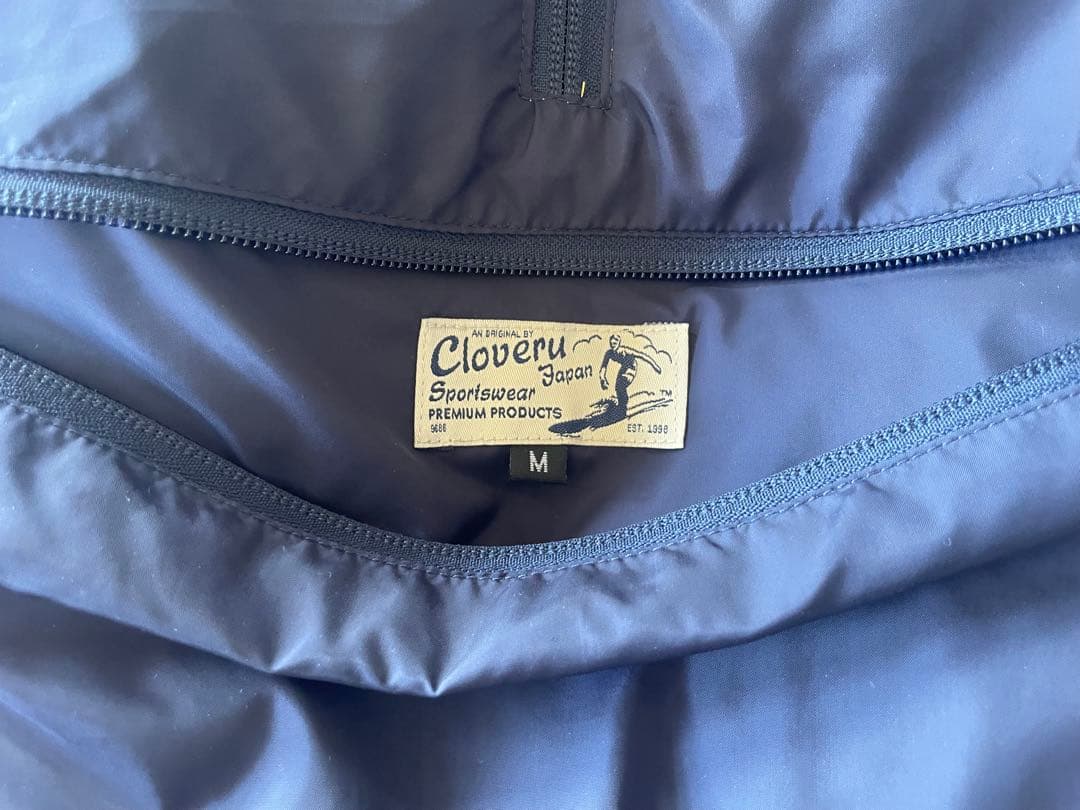 AN ORIGINAL BY
Cloveru
Japan
Sportswear
PREMIUM PRODUCTS
9686
EST. 1998
TM
M